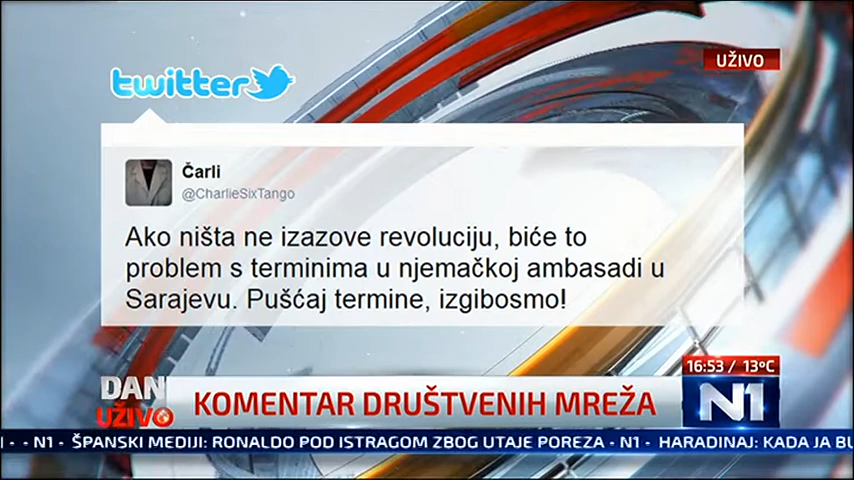 UŽIVO
twitter
Čarli
@CharlieSixTango
Ako ništa ne izazove revoluciju, biće to
problem s terminima u njemačkoj ambasadi u
Sarajevu. Pušćaj termine, izgibosmo!
16:53 / 13°C
DAN
UŽIVO
KOMENTAR DRUŠTVENIH MREŽA
N1
- N1 - ŠPANSKI MEDIJI: RONALDO POD ISTRAGOM ZBOG UTAJE POREZA - N1 - HARADINAJ: KADA JA